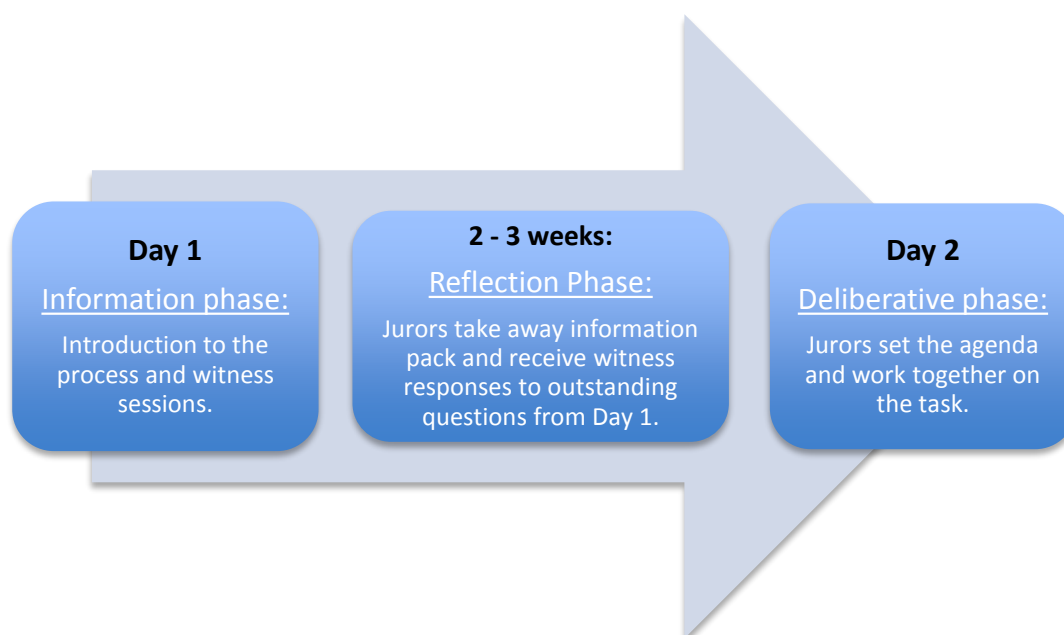 Day 1
Information phase:
Introduction to the
process and witness
sessions.
2 - 3 weeks:
Reflection Phase:
Jurors take away information
pack and receive witness
responses to outstanding
questions from Day 1.
Day 2
Deliberative phase:
Jurors set the agenda
and work together on
the task.